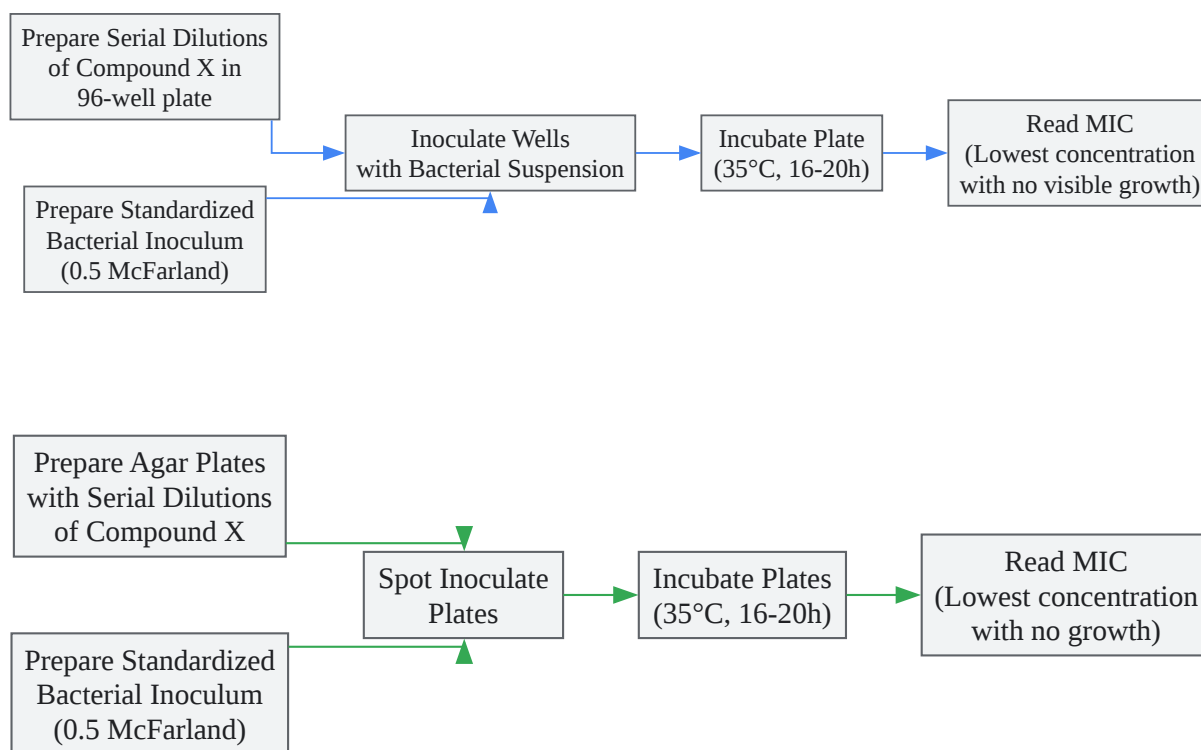 Prepare Serial Dilutions
of Compound X in
96-well plate
Prepare Standardized
Bacterial Inoculum
(0.5 McFarland)
Inoculate Wells
with Bacterial Suspension
Incubate Plate
(35°C, 16-20h)
Read MIC
(Lowest concentration
with no visible growth)
Prepare Agar Plates
with Serial Dilutions
of Compound X
Prepare Standardized
Bacterial Inoculum
(0.5 McFarland)
Spot Inoculate
Plates
Incubate Plates
(35°C, 16-20h)
Read MIC
(Lowest concentration
with no growth)